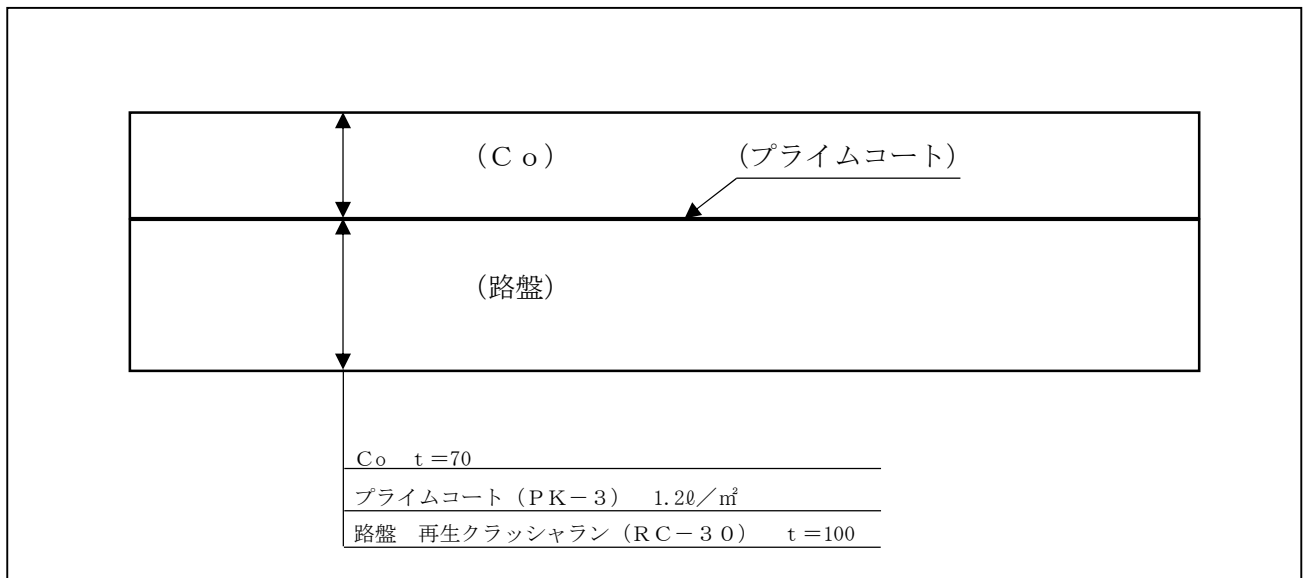 (Ｃｏ)
(プライムコート)
(路盤)
Ｃｏ　ｔ＝70
プライムコート（ＰＫ－３）　1.2ℓ／㎡
路盤　再生クラッシャラン（ＲＣ－３０）　ｔ＝100